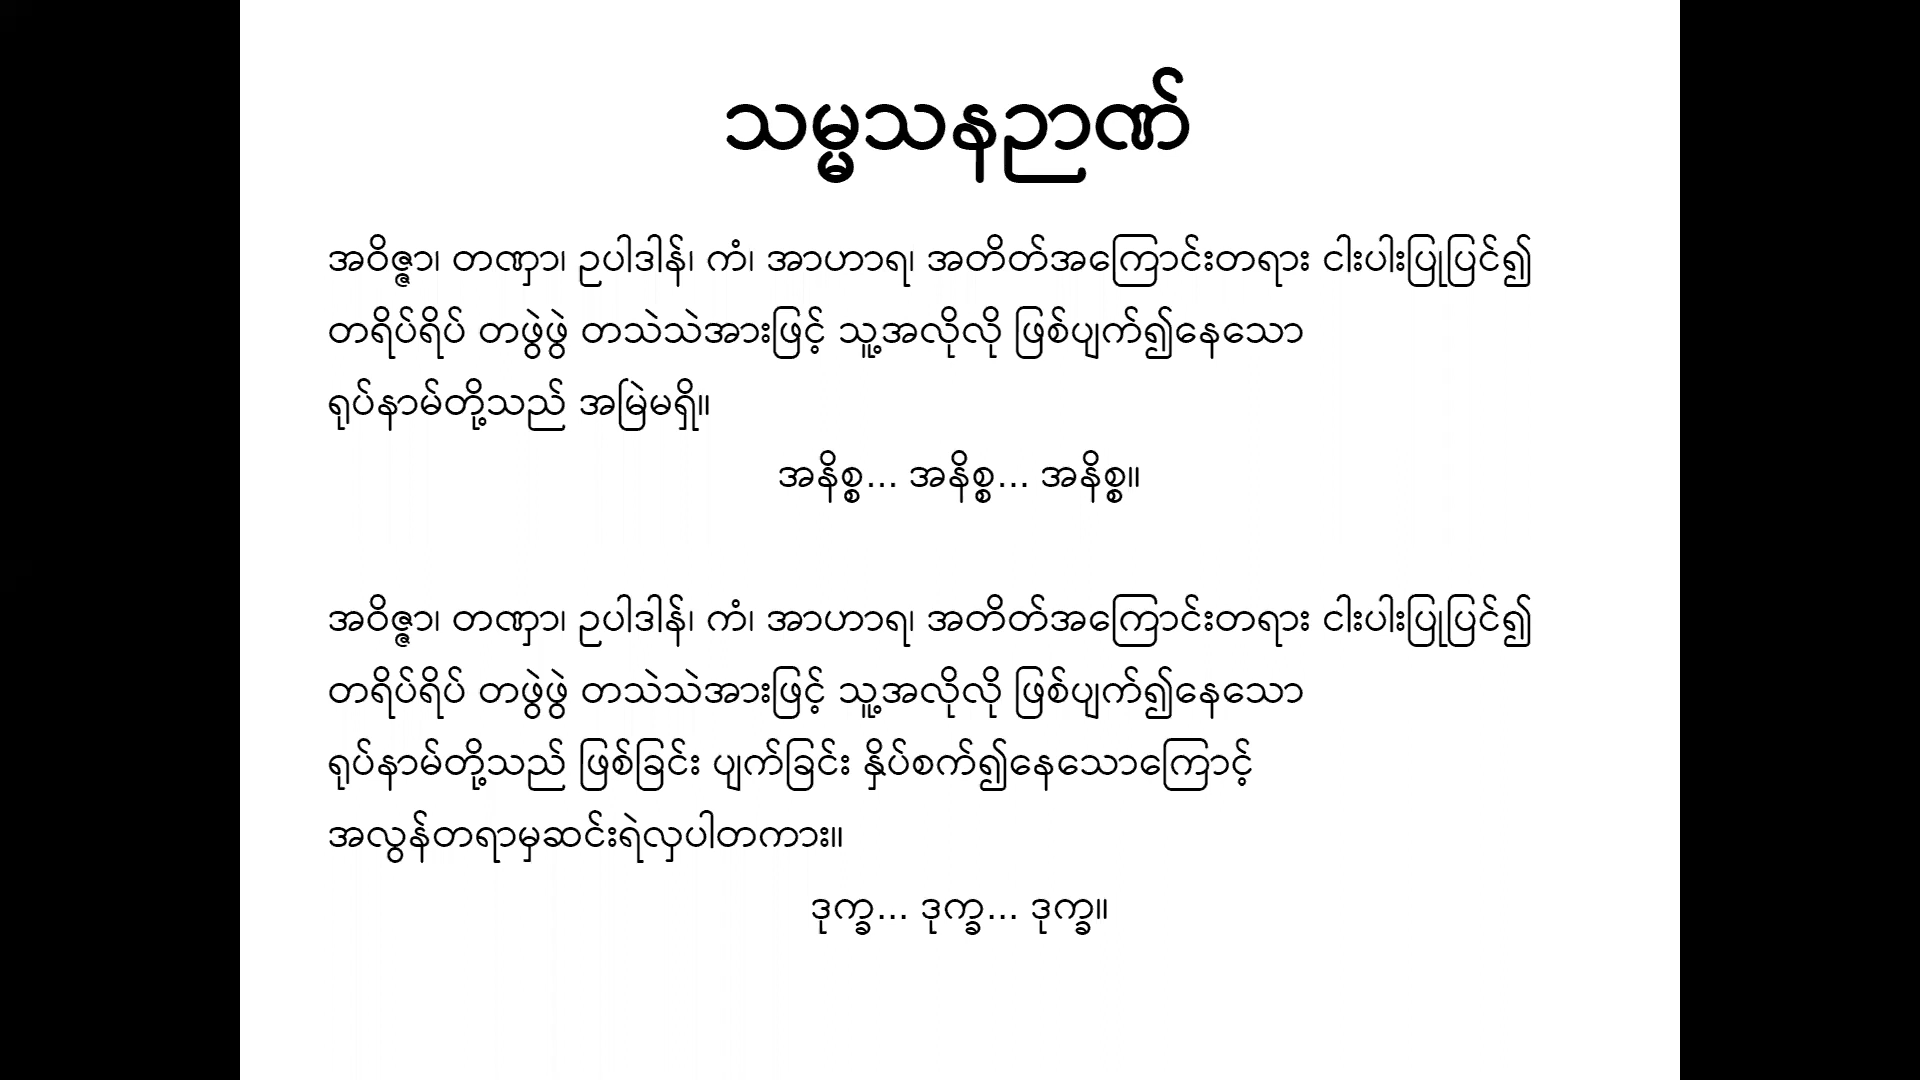 သမ္မသနဉာဏ်
အဝိဇ္ဇာ၊ တဏှာ၊ ဥပါဒါန်၊ ကံ၊ အာဟာရ၊ အတိတ်အကြောင်းတရား ငါးပါးပြုပြင်၍
တရိပ်ရိပ် တဖွဲဖွဲ တသဲသဲအားဖြင့် သူ့အလိုလို ဖြစ်ပျက်၍နေသော
ရုပ်နာမ်တို့သည် အမြဲမရှိ။
အနိစ္စ... အနိစ္စ... အနိစ္စ။
အဝိဇ္ဇာ၊ တဏှာ၊ ဥပါဒါန်၊ ကံ၊ အာဟာရ၊ အတိတ်အကြောင်းတရား ငါးပါးပြုပြင်၍
တရိပ်ရိပ် တဖွဲဖွဲ တသဲသဲအားဖြင့် သူ့အလိုလို ဖြစ်ပျက်၍နေသော
ရုပ်နာမ်တို့သည် ဖြစ်ခြင်း ပျက်ခြင်း နှိပ်စက်၍နေသောကြောင့်
အလွန်တရာမှဆင်းရဲလှပါတကား။
ဒုက္ခ... ဒုက္ခ... ဒုက္ခ။